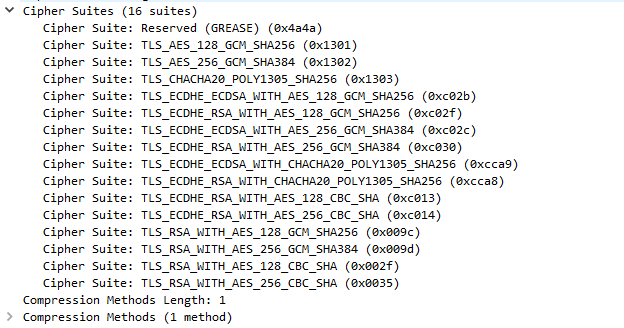 Cipher Suites (16 suites)
Cipher Suite: Reserved (GREASE) (0x4a4a)
Cipher Suite: TLS_AES_128_GCM_SHA256 (0x1301)
Cipher Suite: TLS_AES_256_GCM_SHA384 (0x1302)
Cipher Suite: TLS_CHACHA20_POLY1305_SHA256 (0x1303)
Cipher Suite: TLS_ECDHE_ECDSA_WITH_AES_128_GCM_SHA256 (0xc02b)
Cipher Suite: TLS_ECDHE_RSA_WITH_AES_128_GCM_SHA256 (0xc02f)
Cipher Suite: TLS_ECDHE_ECDSA_WITH_AES_256_GCM_SHA384 (0xc02c)
Cipher Suite: TLS_ECDHE_RSA_WITH_AES_256_GCM_SHA384 (0xc030)
Cipher Suite: TLS_ECDHE_ECDSA_WITH_CHACHA20_POLY1305_SHA256 (0xcca9)
Cipher Suite: TLS_ECDHE_RSA_WITH_CHACHA20_POLY1305_SHA256 (0xcca8)
Cipher Suite: TLS_ECDHE_RSA_WITH_AES_128_CBC_SHA (0xc013)
Cipher Suite: TLS_ECDHE_RSA_WITH_AES_256_CBC_SHA (0xc014)
Cipher Suite: TLS_RSA_WITH_AES_128_GCM_SHA256 (0x009c)
Cipher Suite: TLS_RSA_WITH_AES_256_GCM_SHA384 (0x009d)
Cipher Suite: TLS_RSA_WITH_AES_128_CBC_SHA (0x002f)
Cipher Suite: TLS_RSA_WITH_AES_256_CBC_SHA (0x0035)
Compression Methods Length: 1
Compression Methods (1 method)